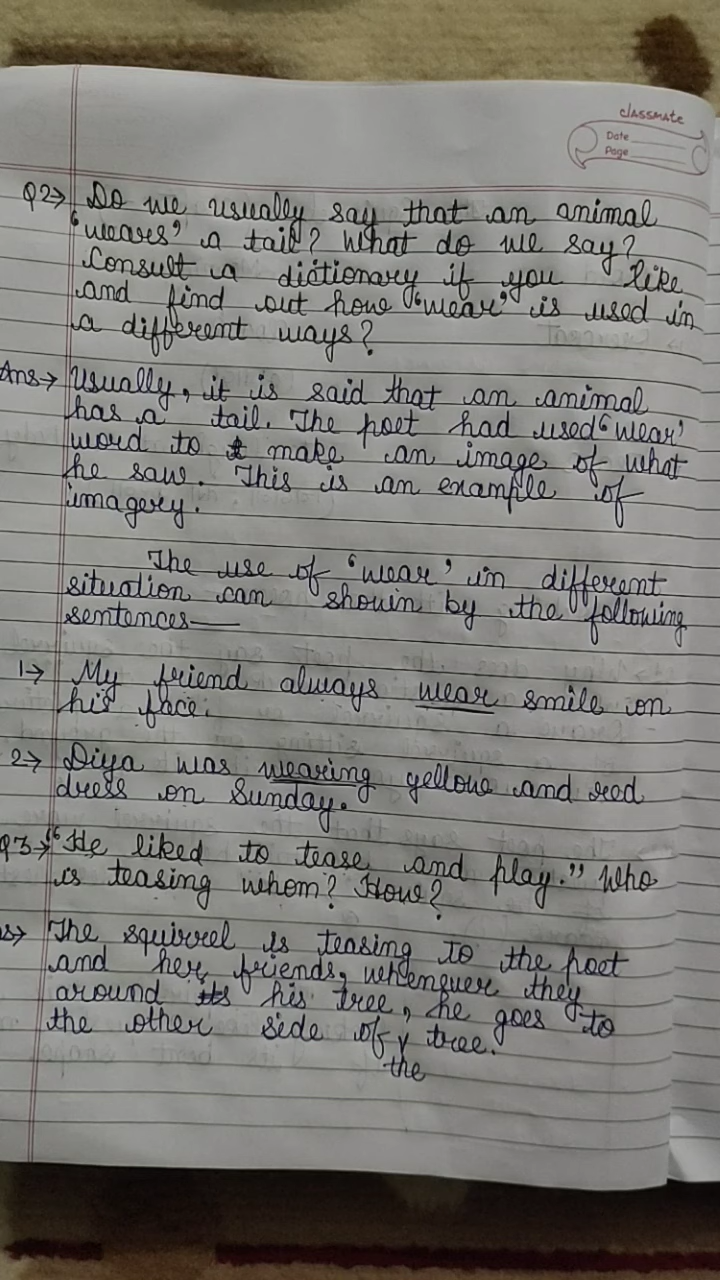 classmate
Date
Page
Q2→ Do we usually say that an animal
'wears' a tail? What do we say?
Consult a dictionary if you like
and find out how 'wear' is used in
a different ways?
Ans→ Usually, it is said that an animal
has a tail. The poet had used 'wear'
word to make an image of what
he saw. This is an example of
imagery.
The use of 'wear' in different
situation can showin by the following
sentences—
1→ My friend always wear smile on
his face.
2→ Diya was wearing yellow and red
dress on Sunday.
Q3→ "He liked to tease and play." Who
is teasing whom? How?
s→ The squirrel is teasing to the poet
and her friends, whenever they
around its his tree, he goes to
the other side of the tree.